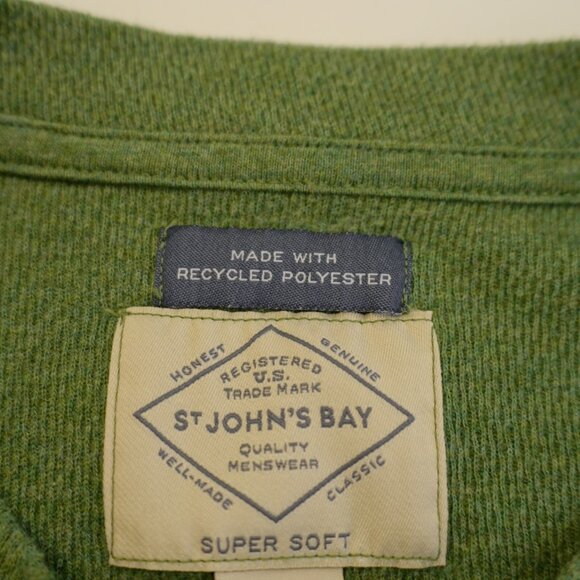 MADE WITH
RECYCLED POLYESTER
HONEST
GENUINE
REGISTERED
U.S.
TRADE MARK
ST JOHN'S BAY
QUALITY
MENSWEAR
WELL-MADE
CLASSIC
SUPER SOFT